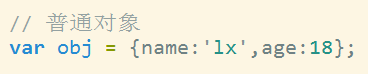 // 普通对象
var obj = {name:'lx',age:18};